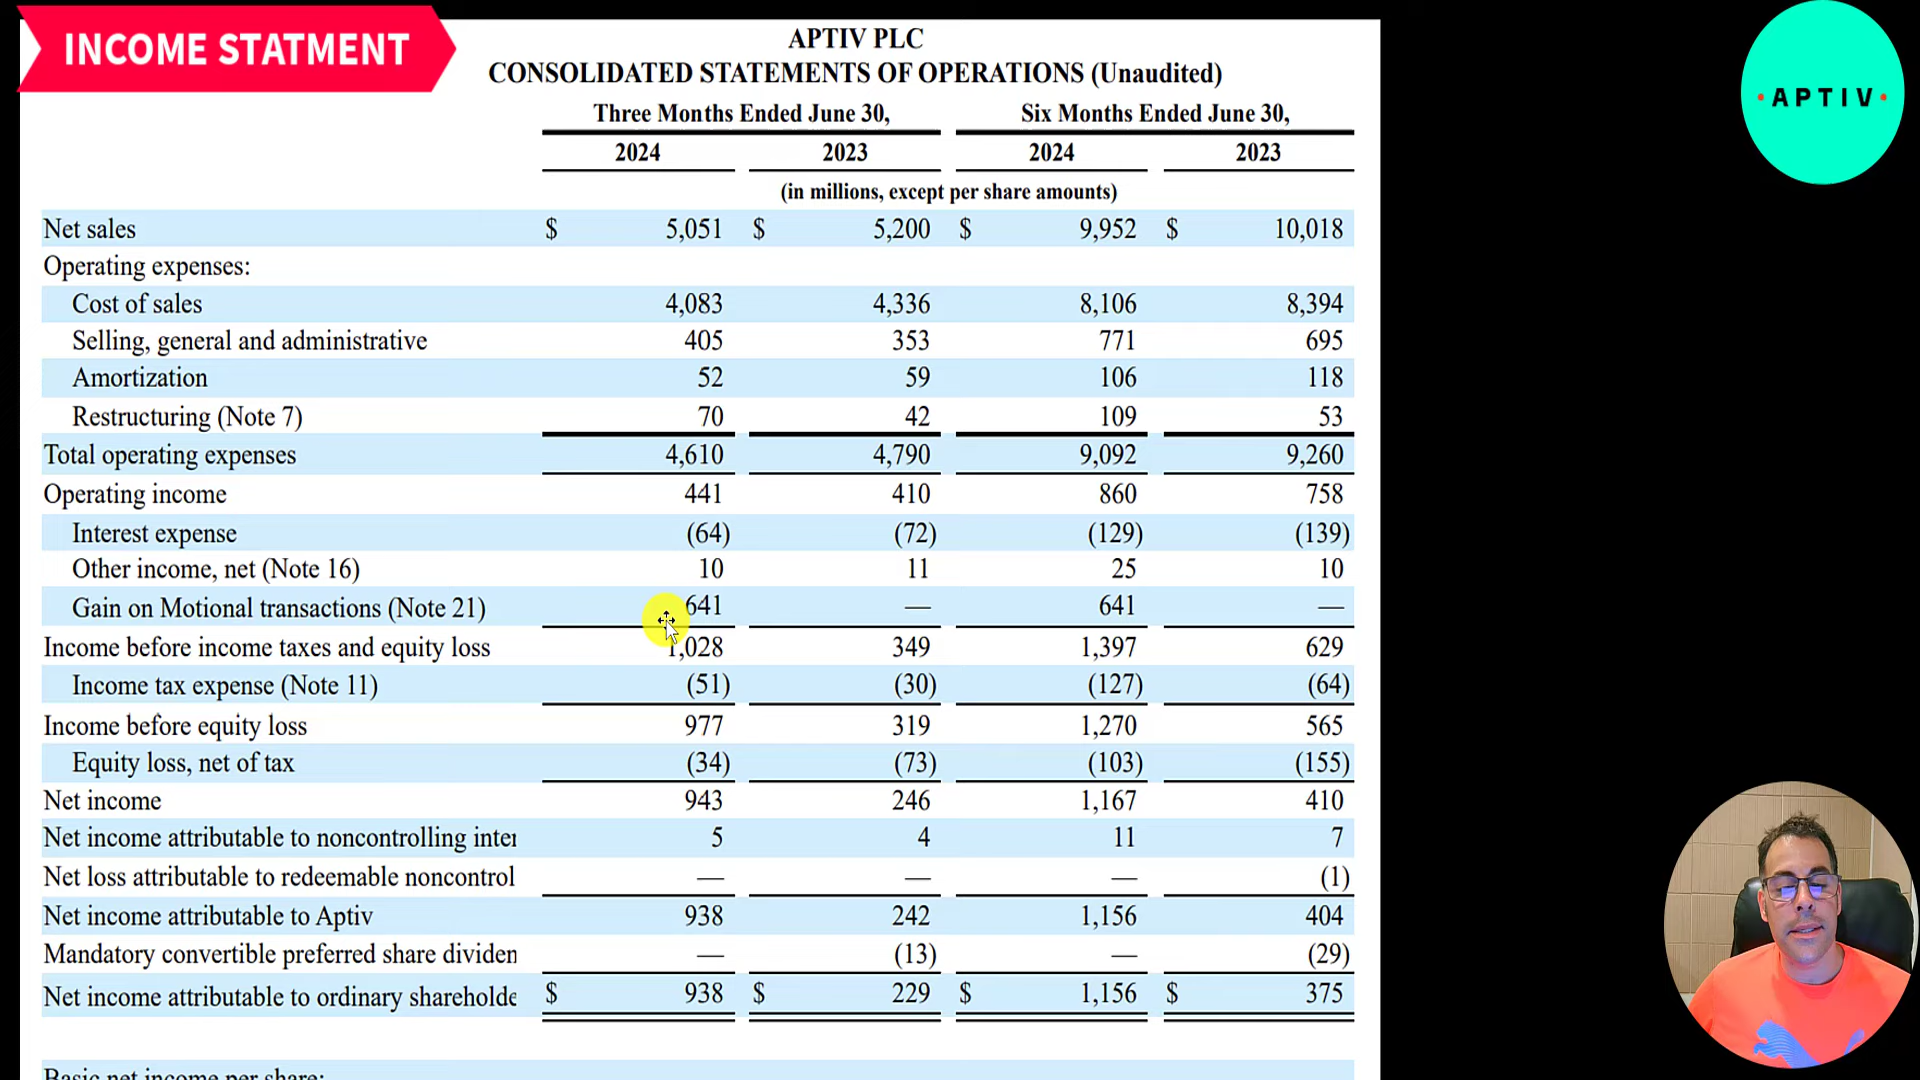 INCOME STATMENT
APTIV PLC
• APTIV •
CONSOLIDATED STATEMENTS OF OPERATIONS (Unaudited)
Three Months Ended June 30, Six Months Ended June 30,
2024 2023 2024 2023
(in millions, except per share amounts)
Net sales $ 5,051 $ 5,200 $ 9,952 $ 10,018
Operating expenses:
Cost of sales 4,083 4,336 8,106 8,394
Selling, general and administrative 405 353 771 695
Amortization 52 59 106 118
Restructuring (Note 7) 70 42 109 53
Total operating expenses 4,610 4,790 9,092 9,260
Operating income 441 410 860 758
Interest expense (64) (72) (129) (139)
Other income, net (Note 16) 10 11 25 10
Gain on Motional transactions (Note 21) 641 — 641 —
Income before income taxes and equity loss 1,028 349 1,397 629
Income tax expense (Note 11) (51) (30) (127) (64)
Income before equity loss 977 319 1,270 565
Equity loss, net of tax (34) (73) (103) (155)
Net income 943 246 1,167 410
Net income attributable to noncontrolling inter 5 4 11 7
Net loss attributable to redeemable noncontrol — — — (1)
Net income attributable to Aptiv 938 242 1,156 404
Mandatory convertible preferred share dividen — (13) — (29)
Net income attributable to ordinary shareholde $ 938 $ 229 $ 1,156 $ 375
Basic net income per share: